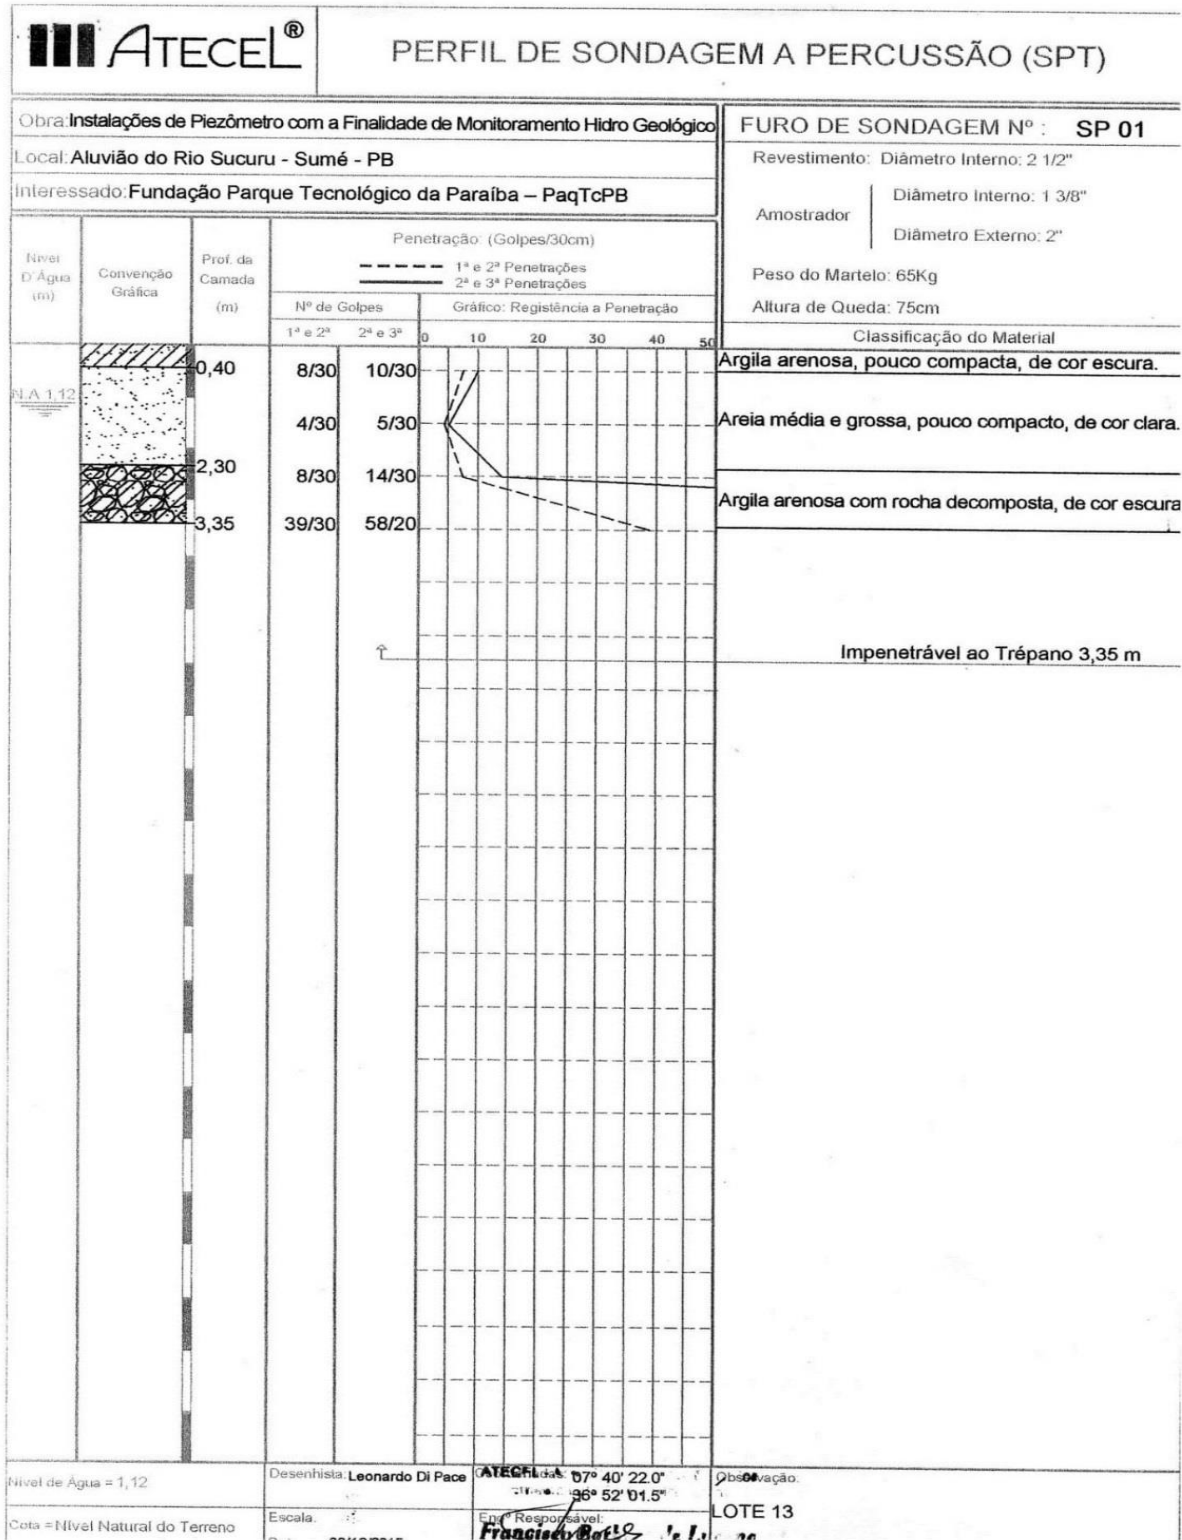 ATECEL®
PERFIL DE SONDAGEM A PERCUSSÃO (SPT)
Obra: Instalações de Piezômetro com a Finalidade de Monitoramento Hidro Geológico
Local: Aluvião do Rio Sucuru - Sumé - PB
Interessado: Fundação Parque Tecnológico da Paraíba – PaqTcPB
FURO DE SONDAGEM Nº : SP 01
Revestimento: Diâmetro Interno: 2 1/2"
Amostrador
Diâmetro Interno: 1 3/8"
Diâmetro Externo: 2"
Peso do Martelo: 65Kg
Altura de Queda: 75cm
Classificação do Material
Nivel
D'Água
(m)
Convenção
Gráfica
Prof. da
Camada
(m)
Penetração: (Golpes/30cm)
1ª e 2ª Penetrações
2ª e 3ª Penetrações
Nº de Golpes
Gráfico: Registência a Penetração
1ª e 2ª 2ª e 3ª
0 10 20 30 40 50
0,40 8/30 10/30
Argila arenosa, pouco compacta, de cor escura.
N.A 1,12
4/30 5/30
Areia média e grossa, pouco compacto, de cor clara.
2,30
8/30 14/30
Argila arenosa com rocha decomposta, de cor escura
3,35 39/30 58/20
Impenetrável ao Trépano 3,35 m
Nivel de Água = 1,12
Desenhista: Leonardo Di Pace
07º 40' 22.0"
36º 52' 01.5"
Observação:
LOTE 13
Cota = Nível Natural do Terreno
Escala:
Engº Responsável:
Francisco